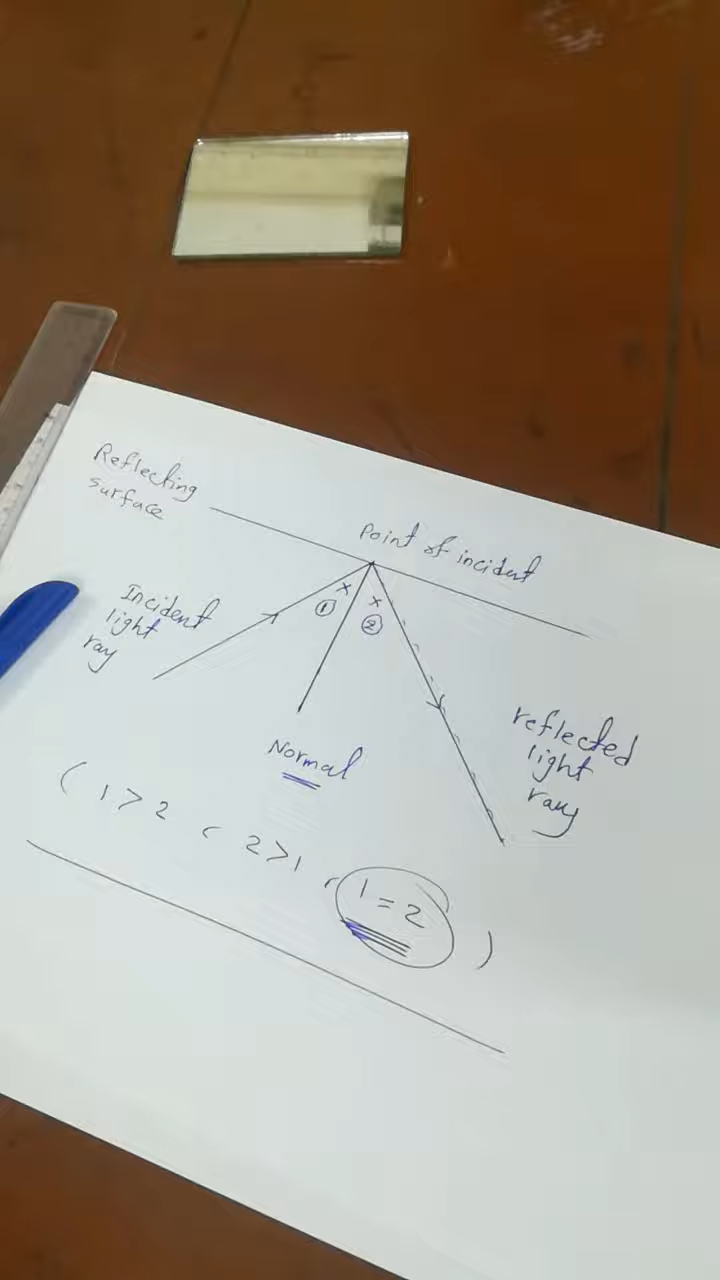 Reflecting
surface
Point of incident
Incident
light
ray
x
x
①
②
Normal
reflected
light
ray
( 1 > 2 , 2 > 1 , 1 = 2 )